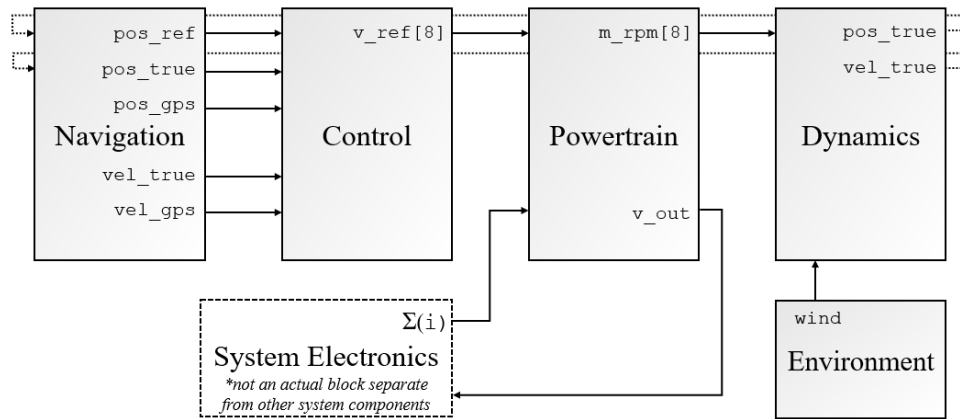 pos_ref
pos_true
pos_gps
Navigation
vel_true
vel_gps
v_ref[8]
Control
m_rpm[8]
Powertrain
v_out
pos_true
vel_true
Dynamics
Σ(i)
System Electronics
*not an actual block separate
from other system components
wind
Environment